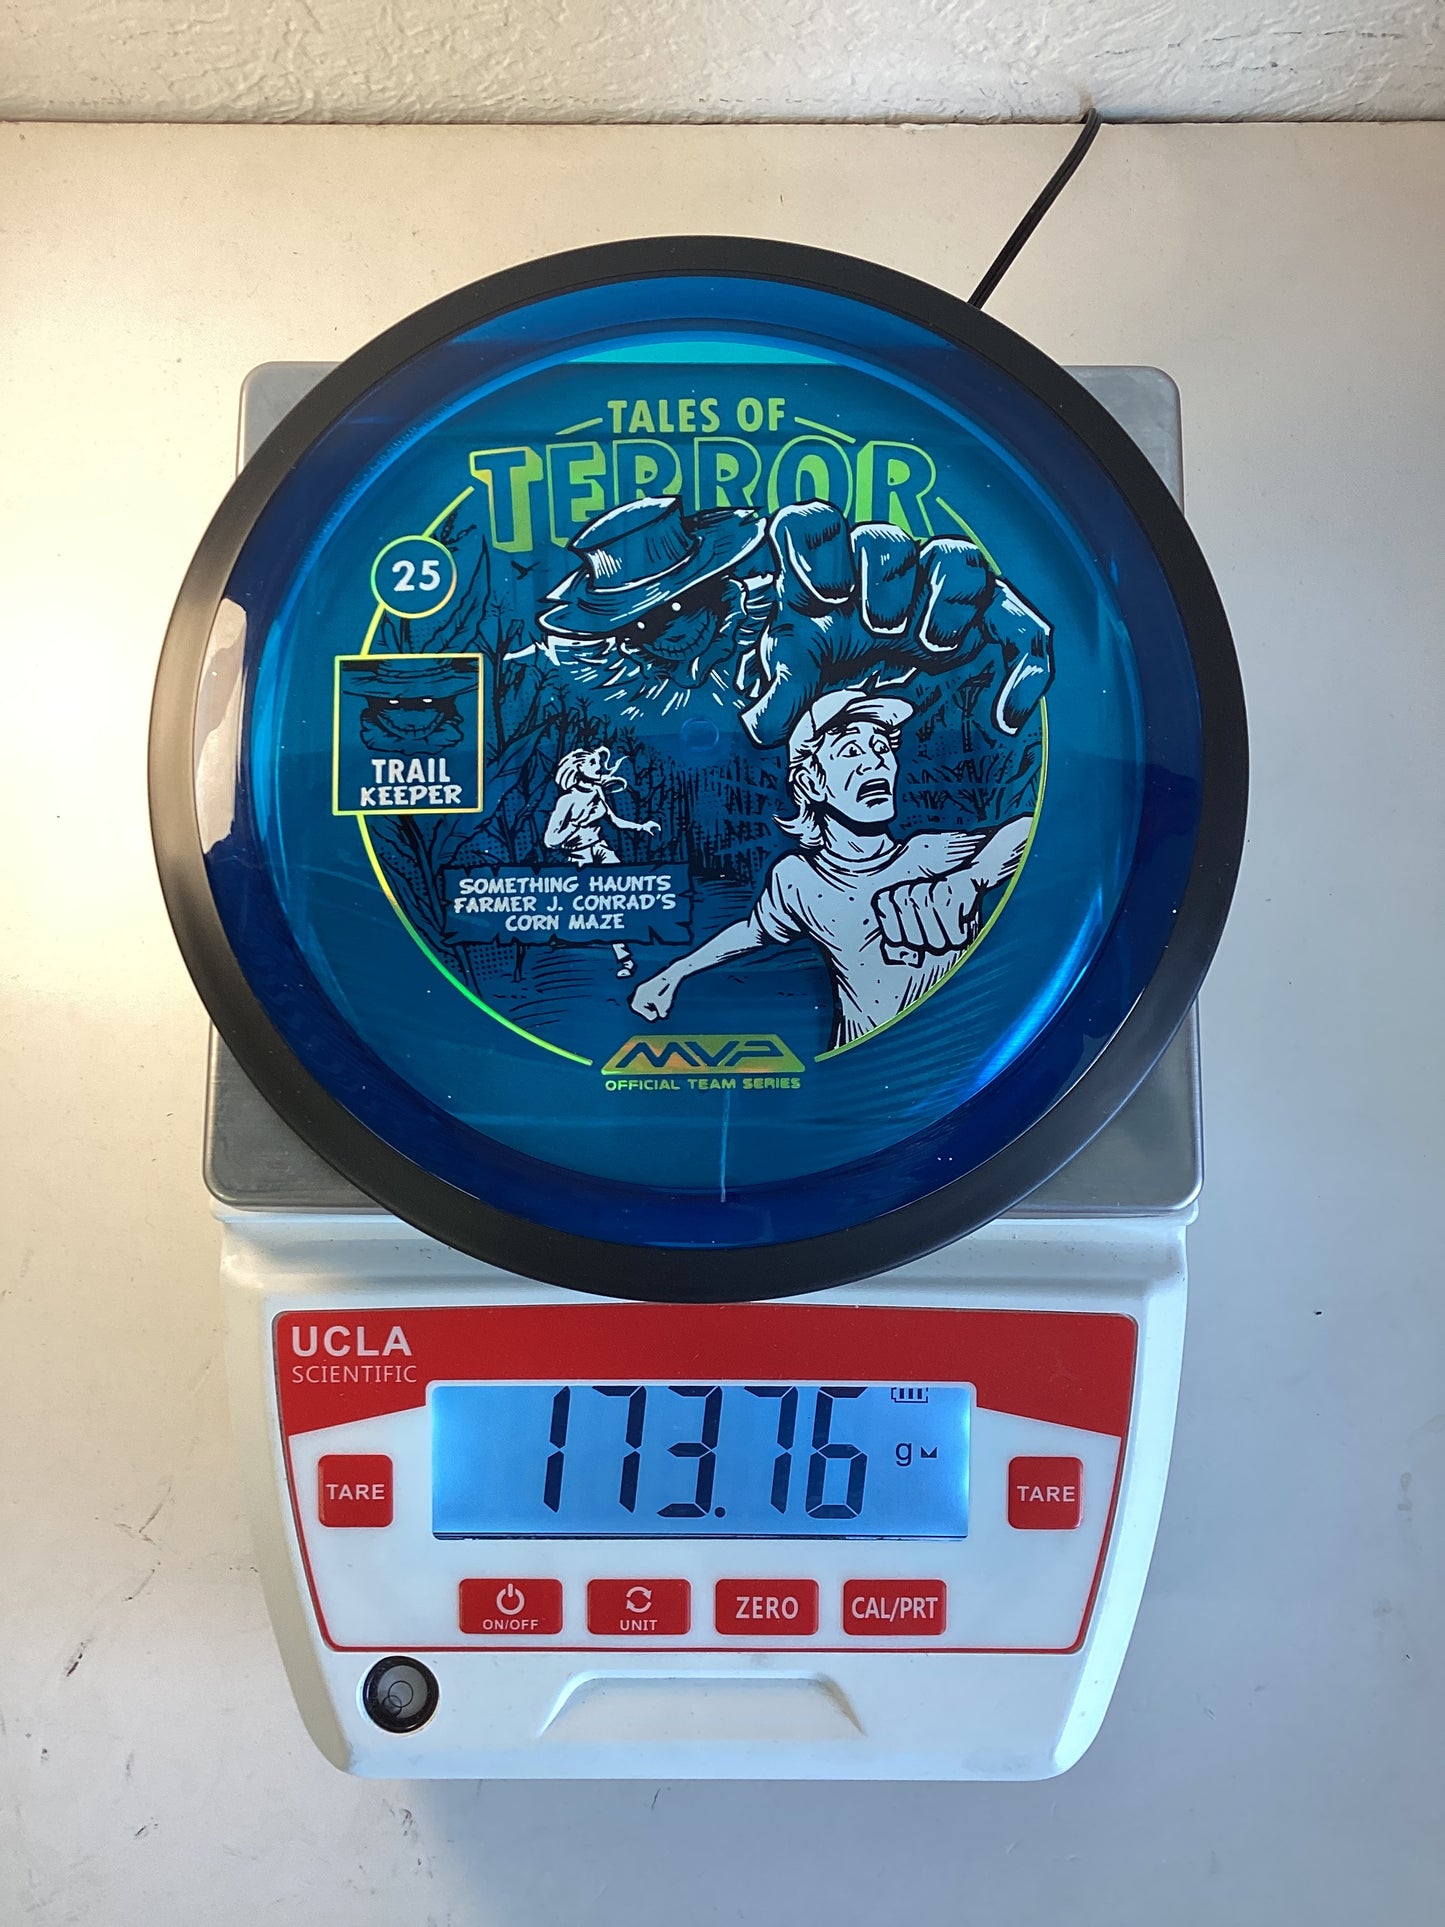 TALES OF
TERROR
25
TRAIL
KEEPER
SOMETHING HAUNTS
FARMER J. CONRAD'S
CORN MAZE
MVP
OFFICIAL TEAM SERIES
UCLA
SCIENTIFIC
173.76
g
TARE
TARE
ON/OFF
UNIT
ZERO
CAL/PRT